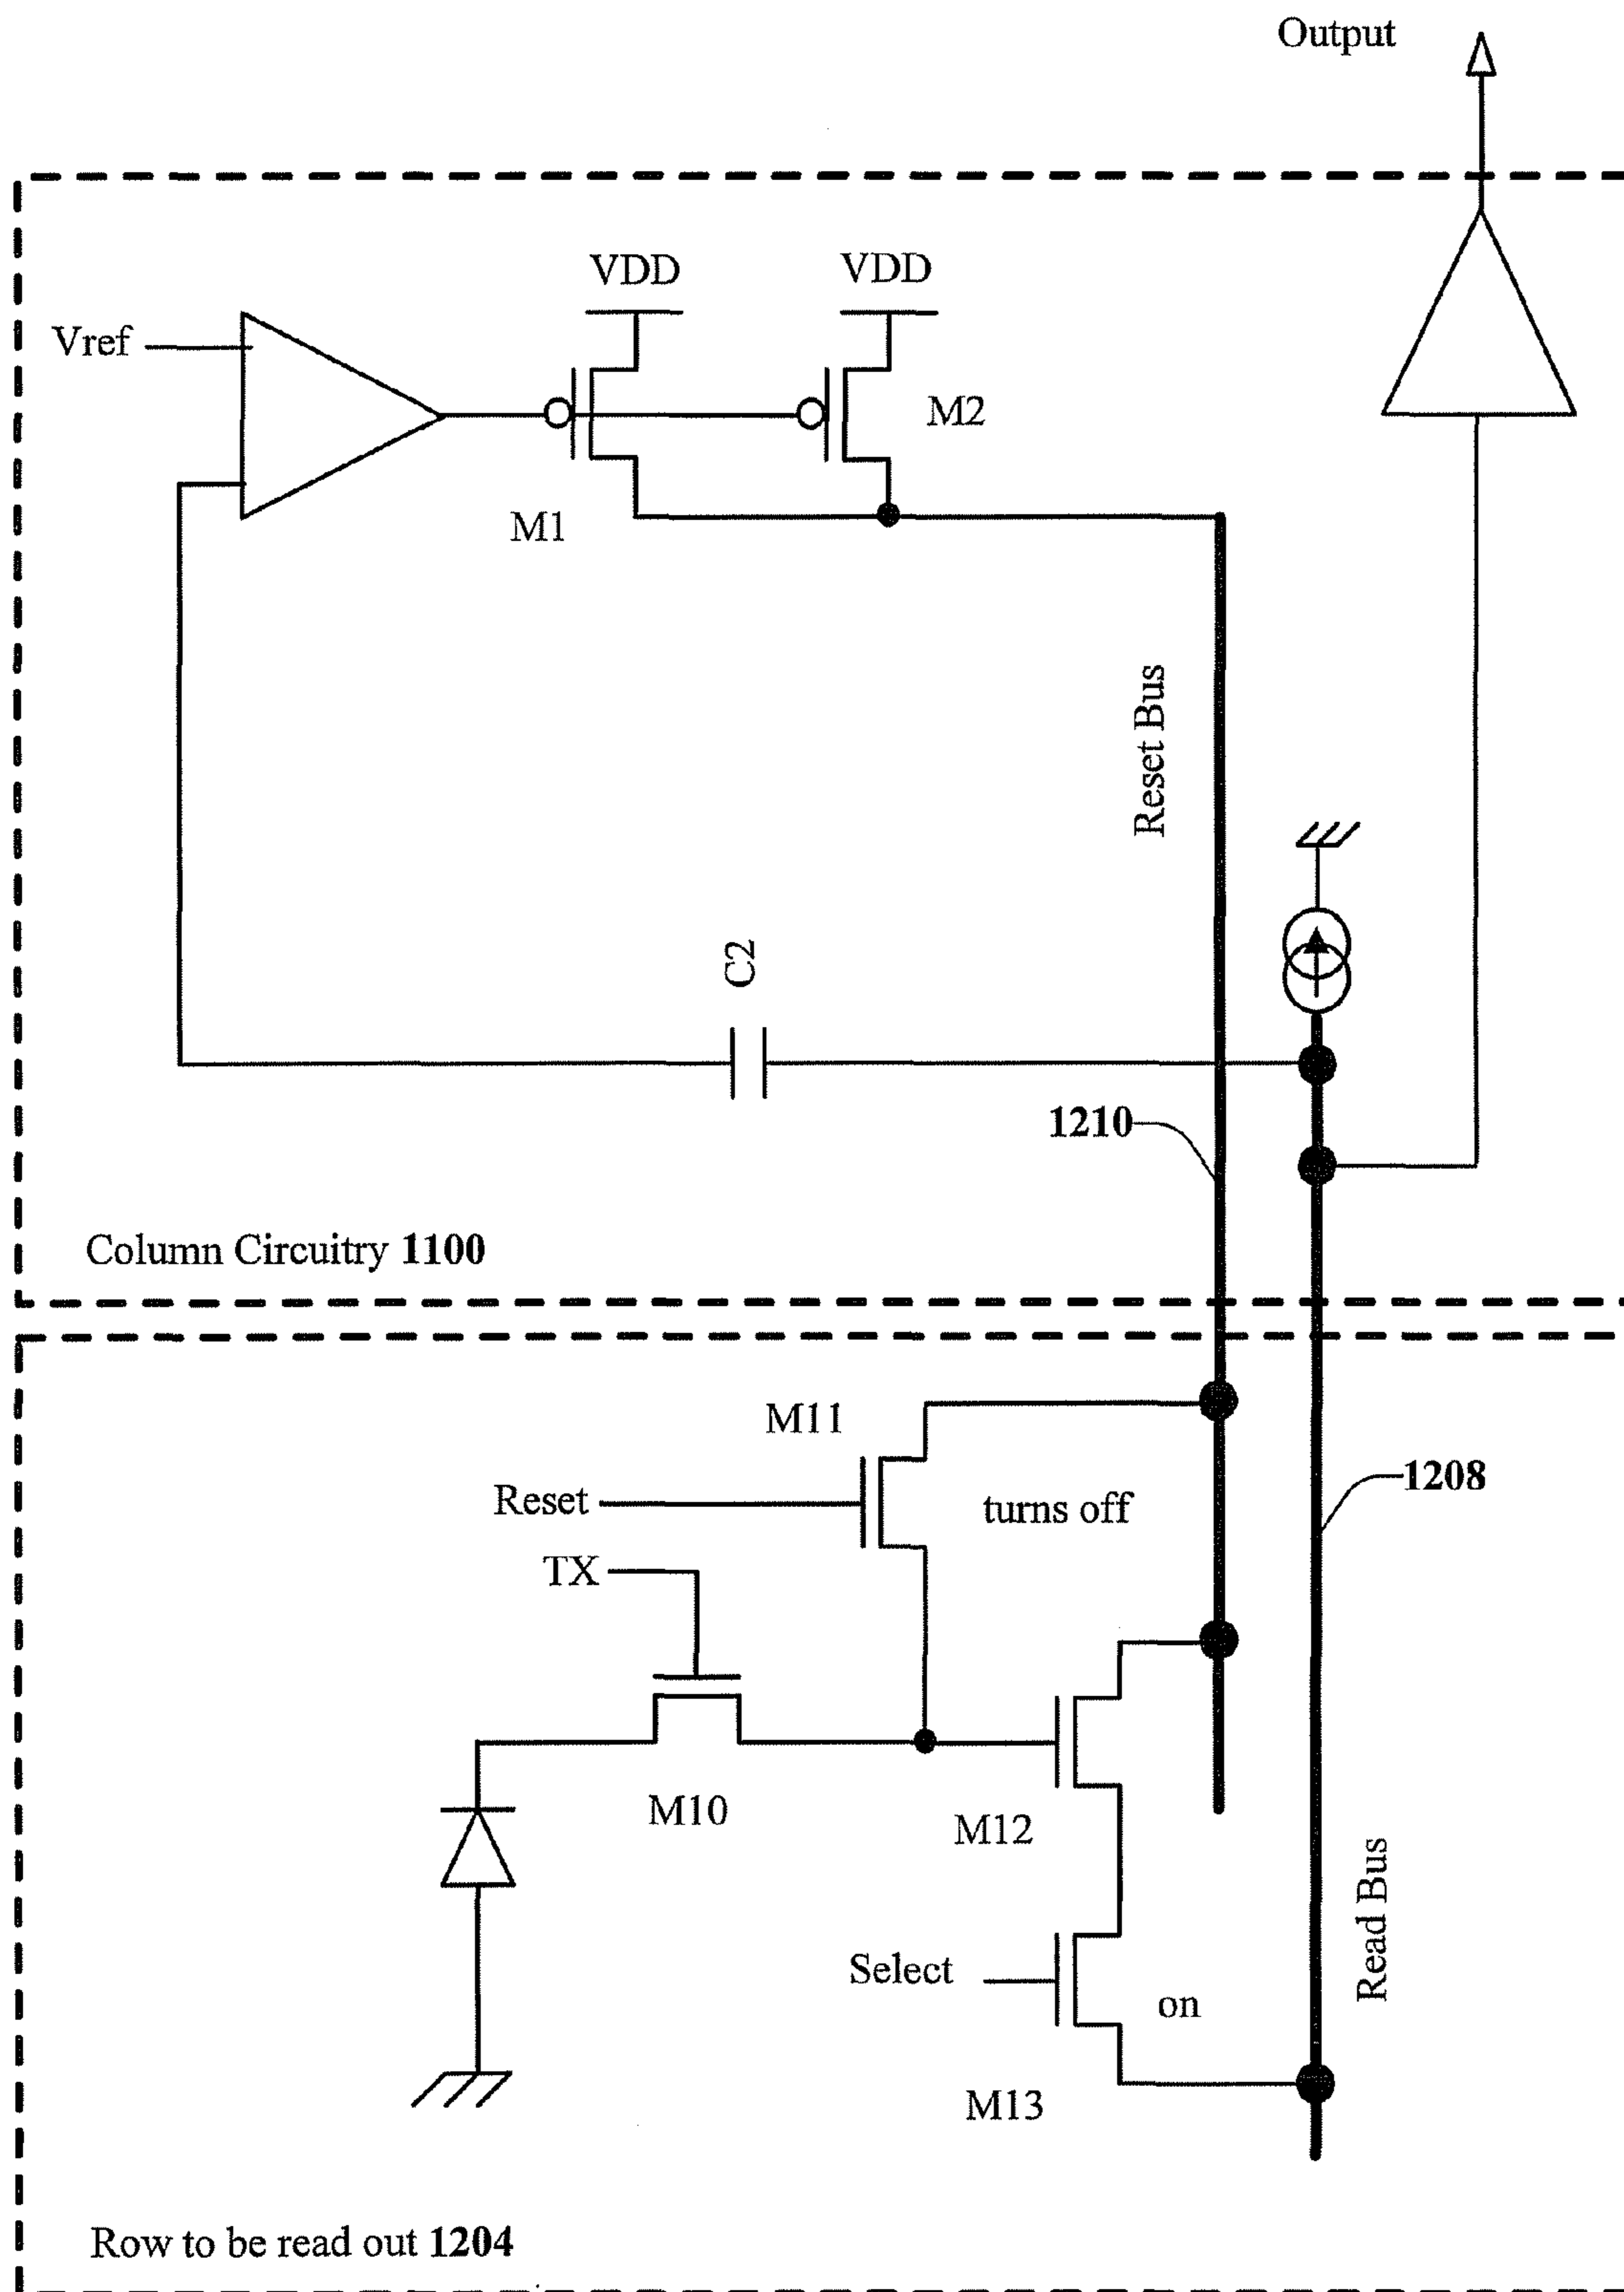 Output
VDD
VDD
Vref
M2
M1
Reset Bus
C2
1210
Column Circuitry 1100
M11
1208
Reset
turns off
TX
M10
M12
Read Bus
Select
on
M13
Row to be read out 1204